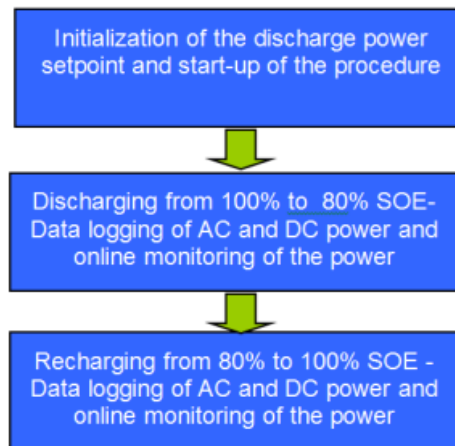 Initialization of the discharge power
setpoint and start-up of the procedure
Discharging from 100% to 80% SOE-
Data logging of AC and DC power and
online monitoring of the power
Recharging from 80% to 100% SOE -
Data logging of AC and DC power and
online monitoring of the power